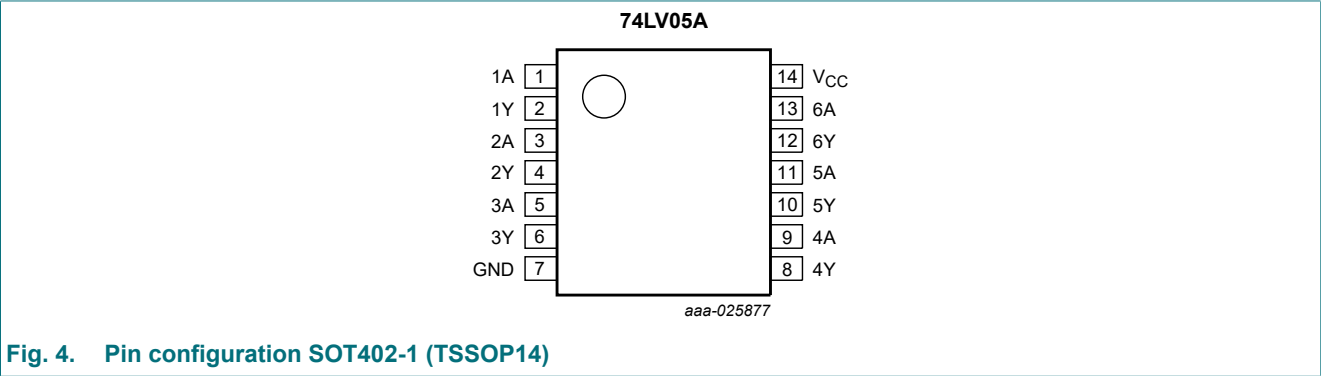 74LV05A
1A 1 14 VCC
1Y 2 13 6A
2A 3 12 6Y
2Y 4 11 5A
3A 5 10 5Y
3Y 6 9 4A
GND 7 8 4Y
aaa-025877
Fig. 4. Pin configuration SOT402-1 (TSSOP14)